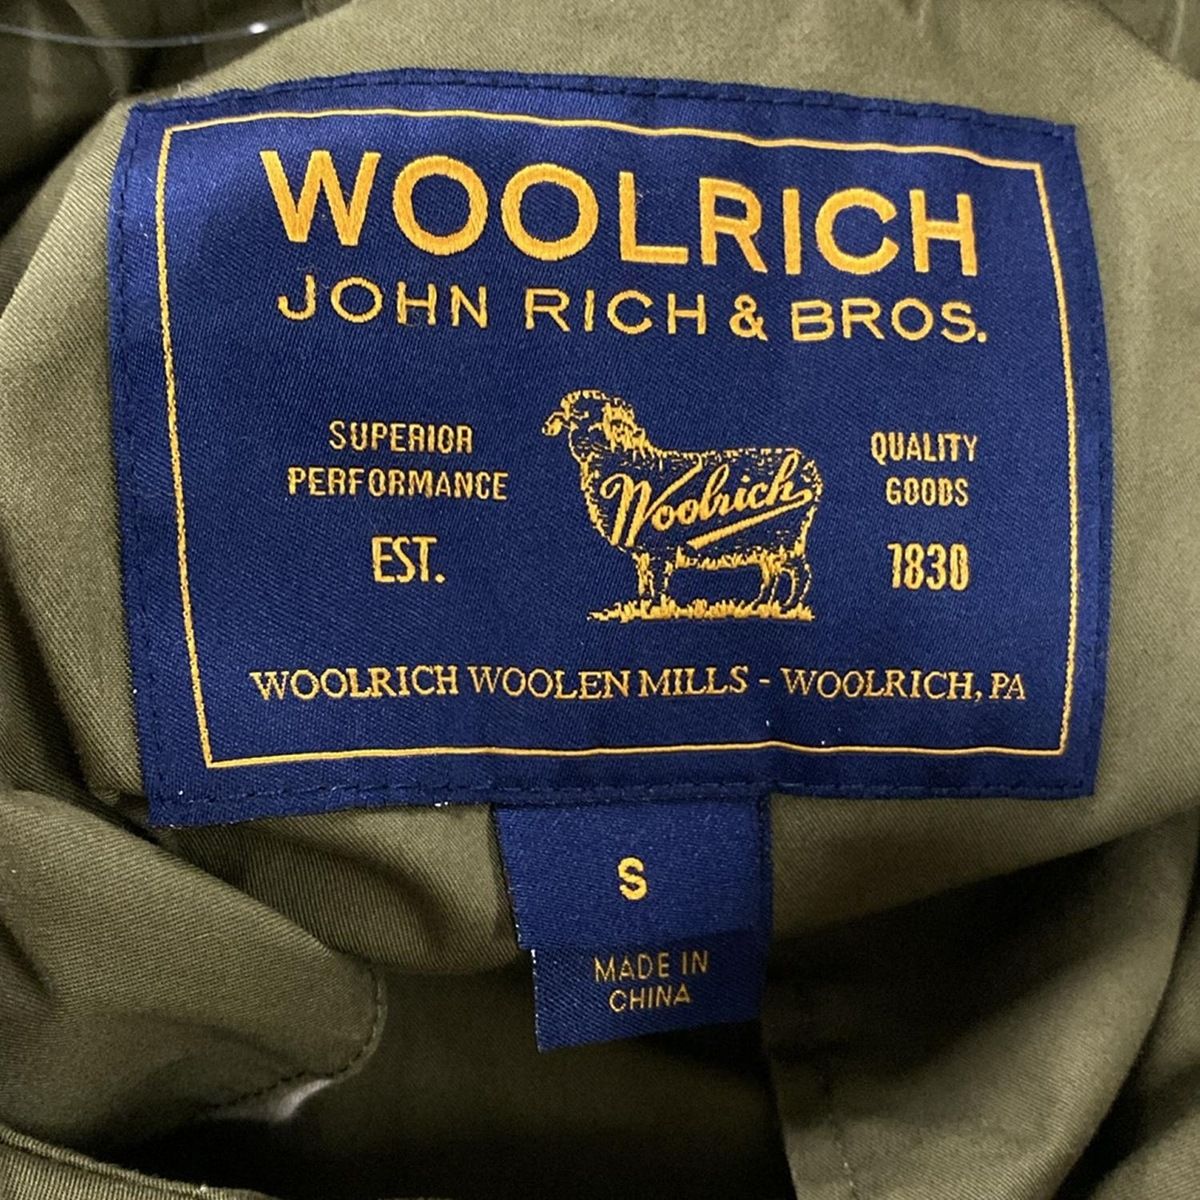 WOOLRICH
JOHN RICH & BROS.
SUPERIOR
PERFORMANCE
EST.
Woolrich
QUALITY
GOODS
1830
WOOLRICH WOOLEN MILLS - WOOLRICH, PA
S
MADE IN
CHINA